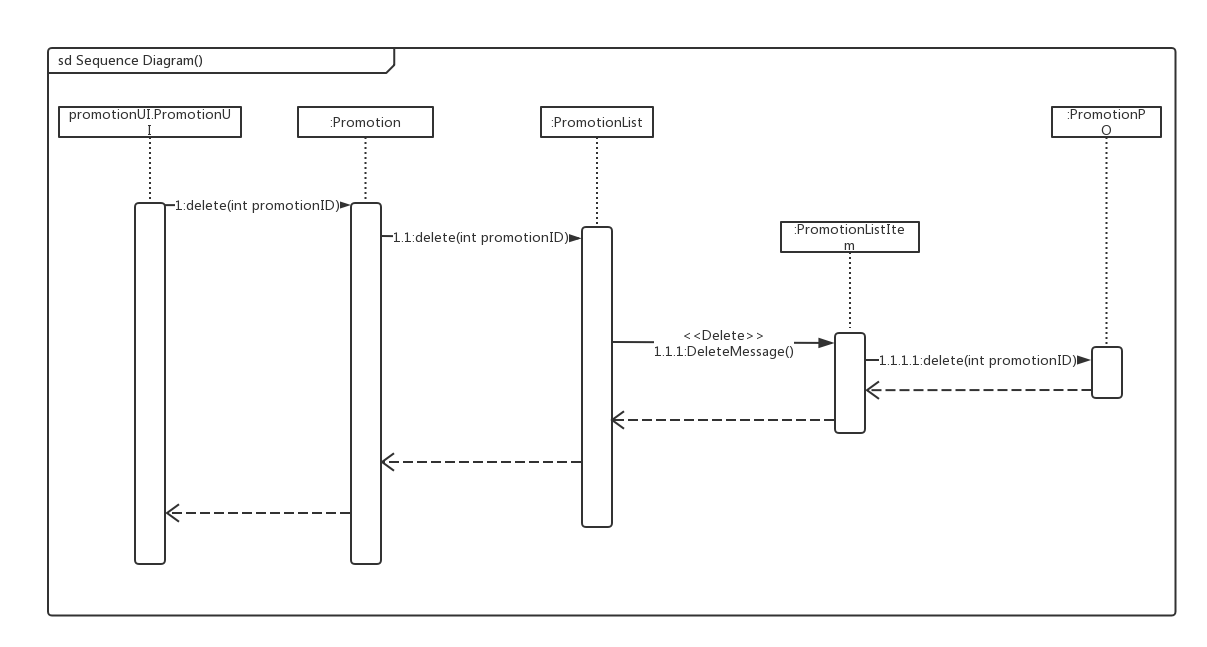 sd Sequence Diagram()
promotionUI.PromotionU
I
:Promotion
:PromotionList
:PromotionP
O
1:delete(int promotionID)
1.1:delete(int promotionID)
:PromotionListIte
m
<<Delete>>
1.1.1:DeleteMessage()
1.1.1.1:delete(int promotionID)